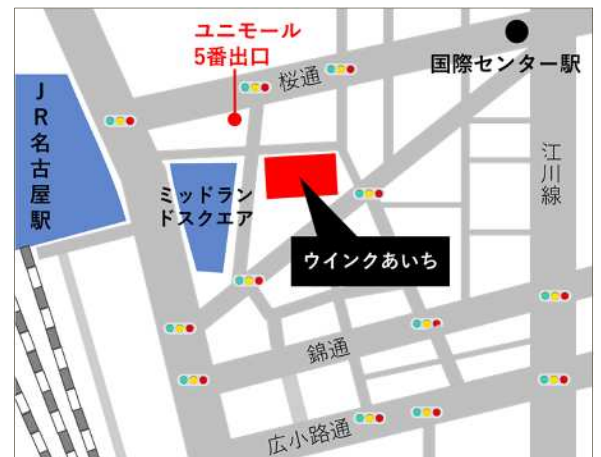 ユニモール
5番出口
桜通
国際センター駅
JR名古屋駅
ミッドラン
ドスクエア
江川線
ウインクあいち
錦通
広小路通